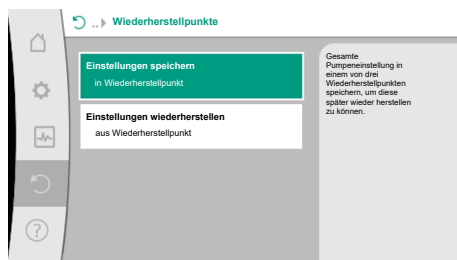 .. Wiederherstellpunkte
Einstellungen speichern
in Wiederherstellpunkt
Einstellungen wiederherstellen
aus Wiederherstellpunkt
Gesamte
Pumpeneinstellung in
einem von drei
Wiederherstellpunkten
speichern, um diese
später wieder herstellen
zu können.
?